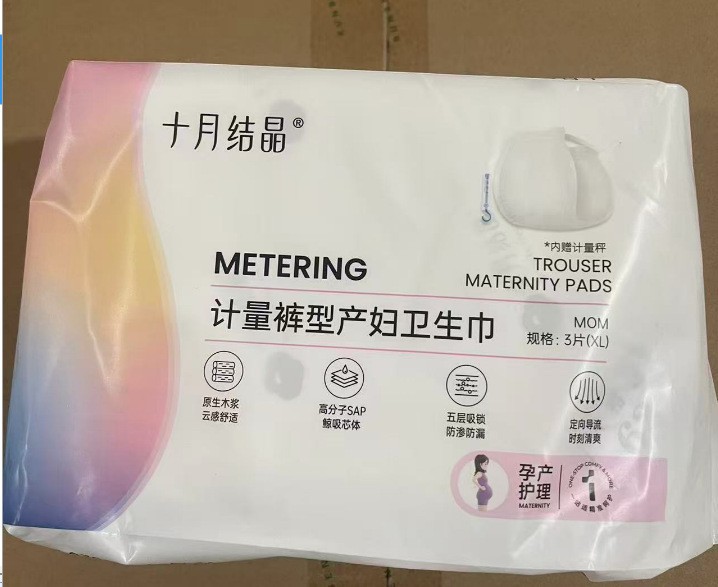 十月结晶®
*内赠计量秤
METERING
TROUSER
MATERNITY PADS
计量裤型产妇卫生巾
MOM
规格：3片(XL)
原生木浆
云感舒适
高分子SAP
鲸吸芯体
五层吸锁
防渗防漏
定向导流
时刻清爽
孕产
护理
MATERNITY
1